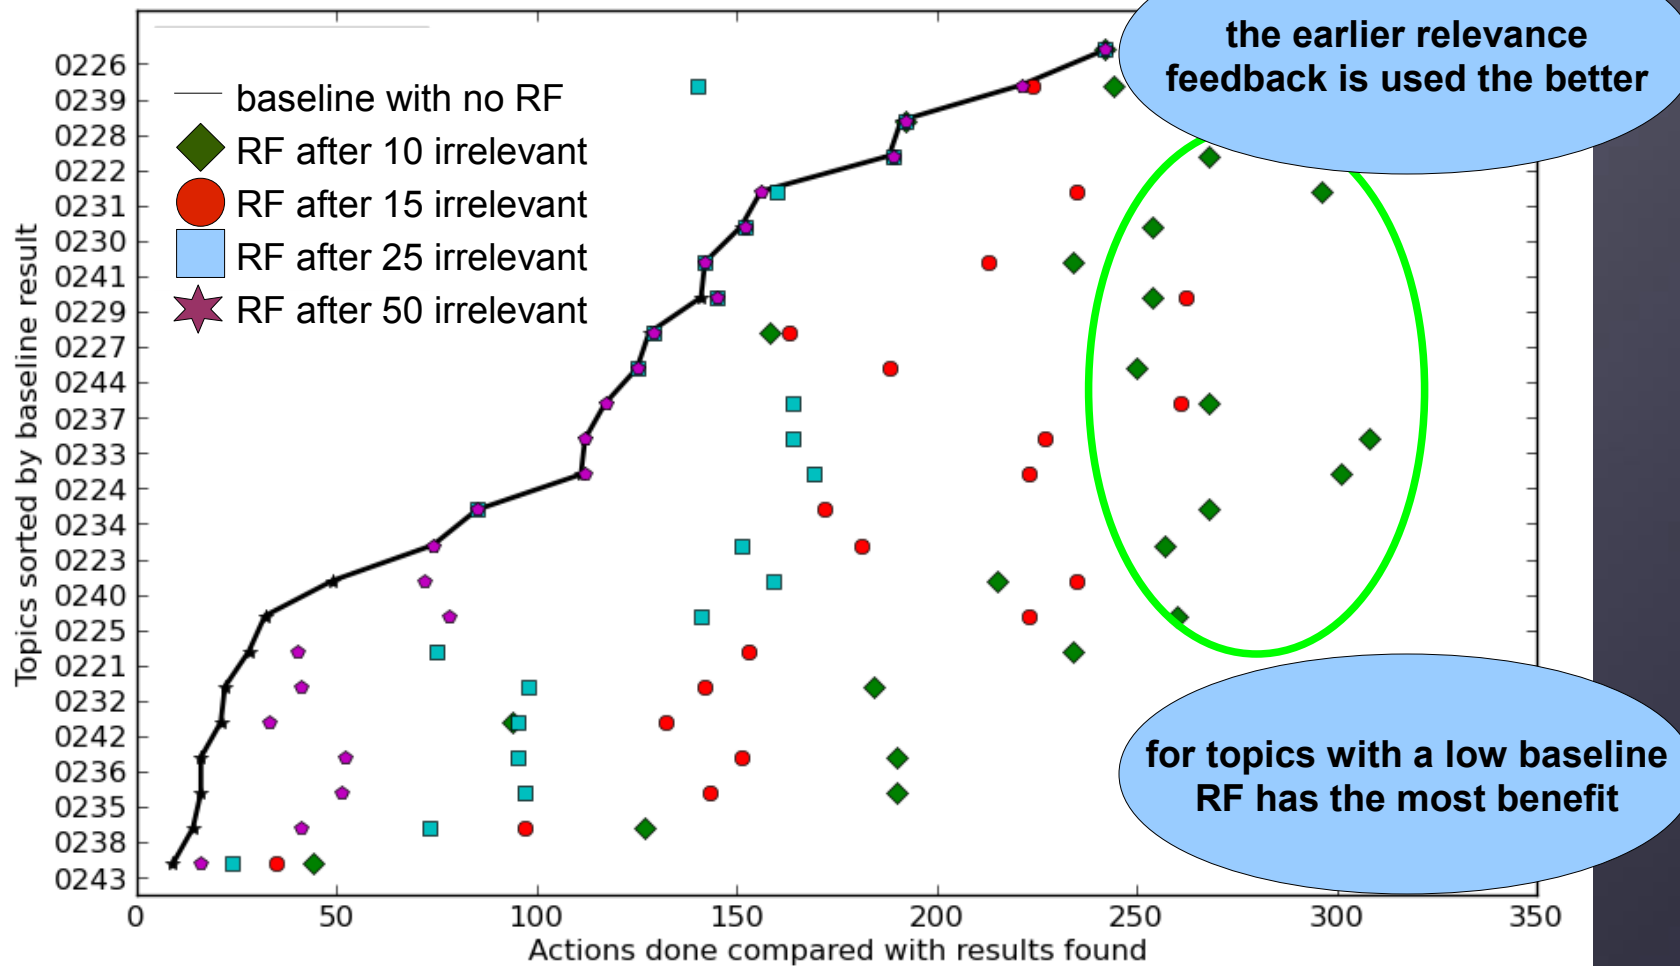 the earlier relevance
feedback is used the better
baseline with no RF
RF after 10 irrelevant
RF after 15 irrelevant
RF after 25 irrelevant
RF after 50 irrelevant
Topics sorted by baseline result
0226
0239
0228
0222
0231
0230
0241
0229
0227
0244
0237
0233
0224
0234
0223
0240
0225
0221
0232
0242
0236
0235
0238
0243
for topics with a low baseline
RF has the most benefit
0 50 100 150 200 250 300 350
Actions done compared with results found